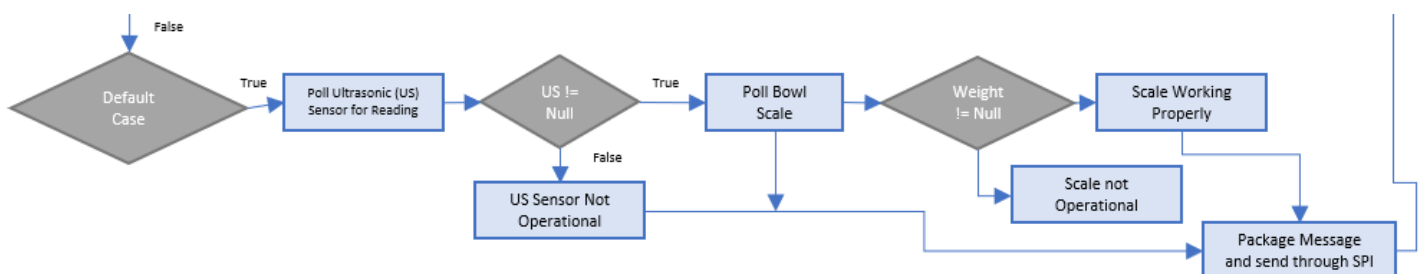 False
Default
Case
True
Poll Ultrasonic (US)
Sensor for Reading
US !=
Null
True
False
US Sensor Not
Operational
Poll Bowl
Scale
Weight
!= Null
Scale Working
Properly
Scale not
Operational
Package Message
and send through SPI